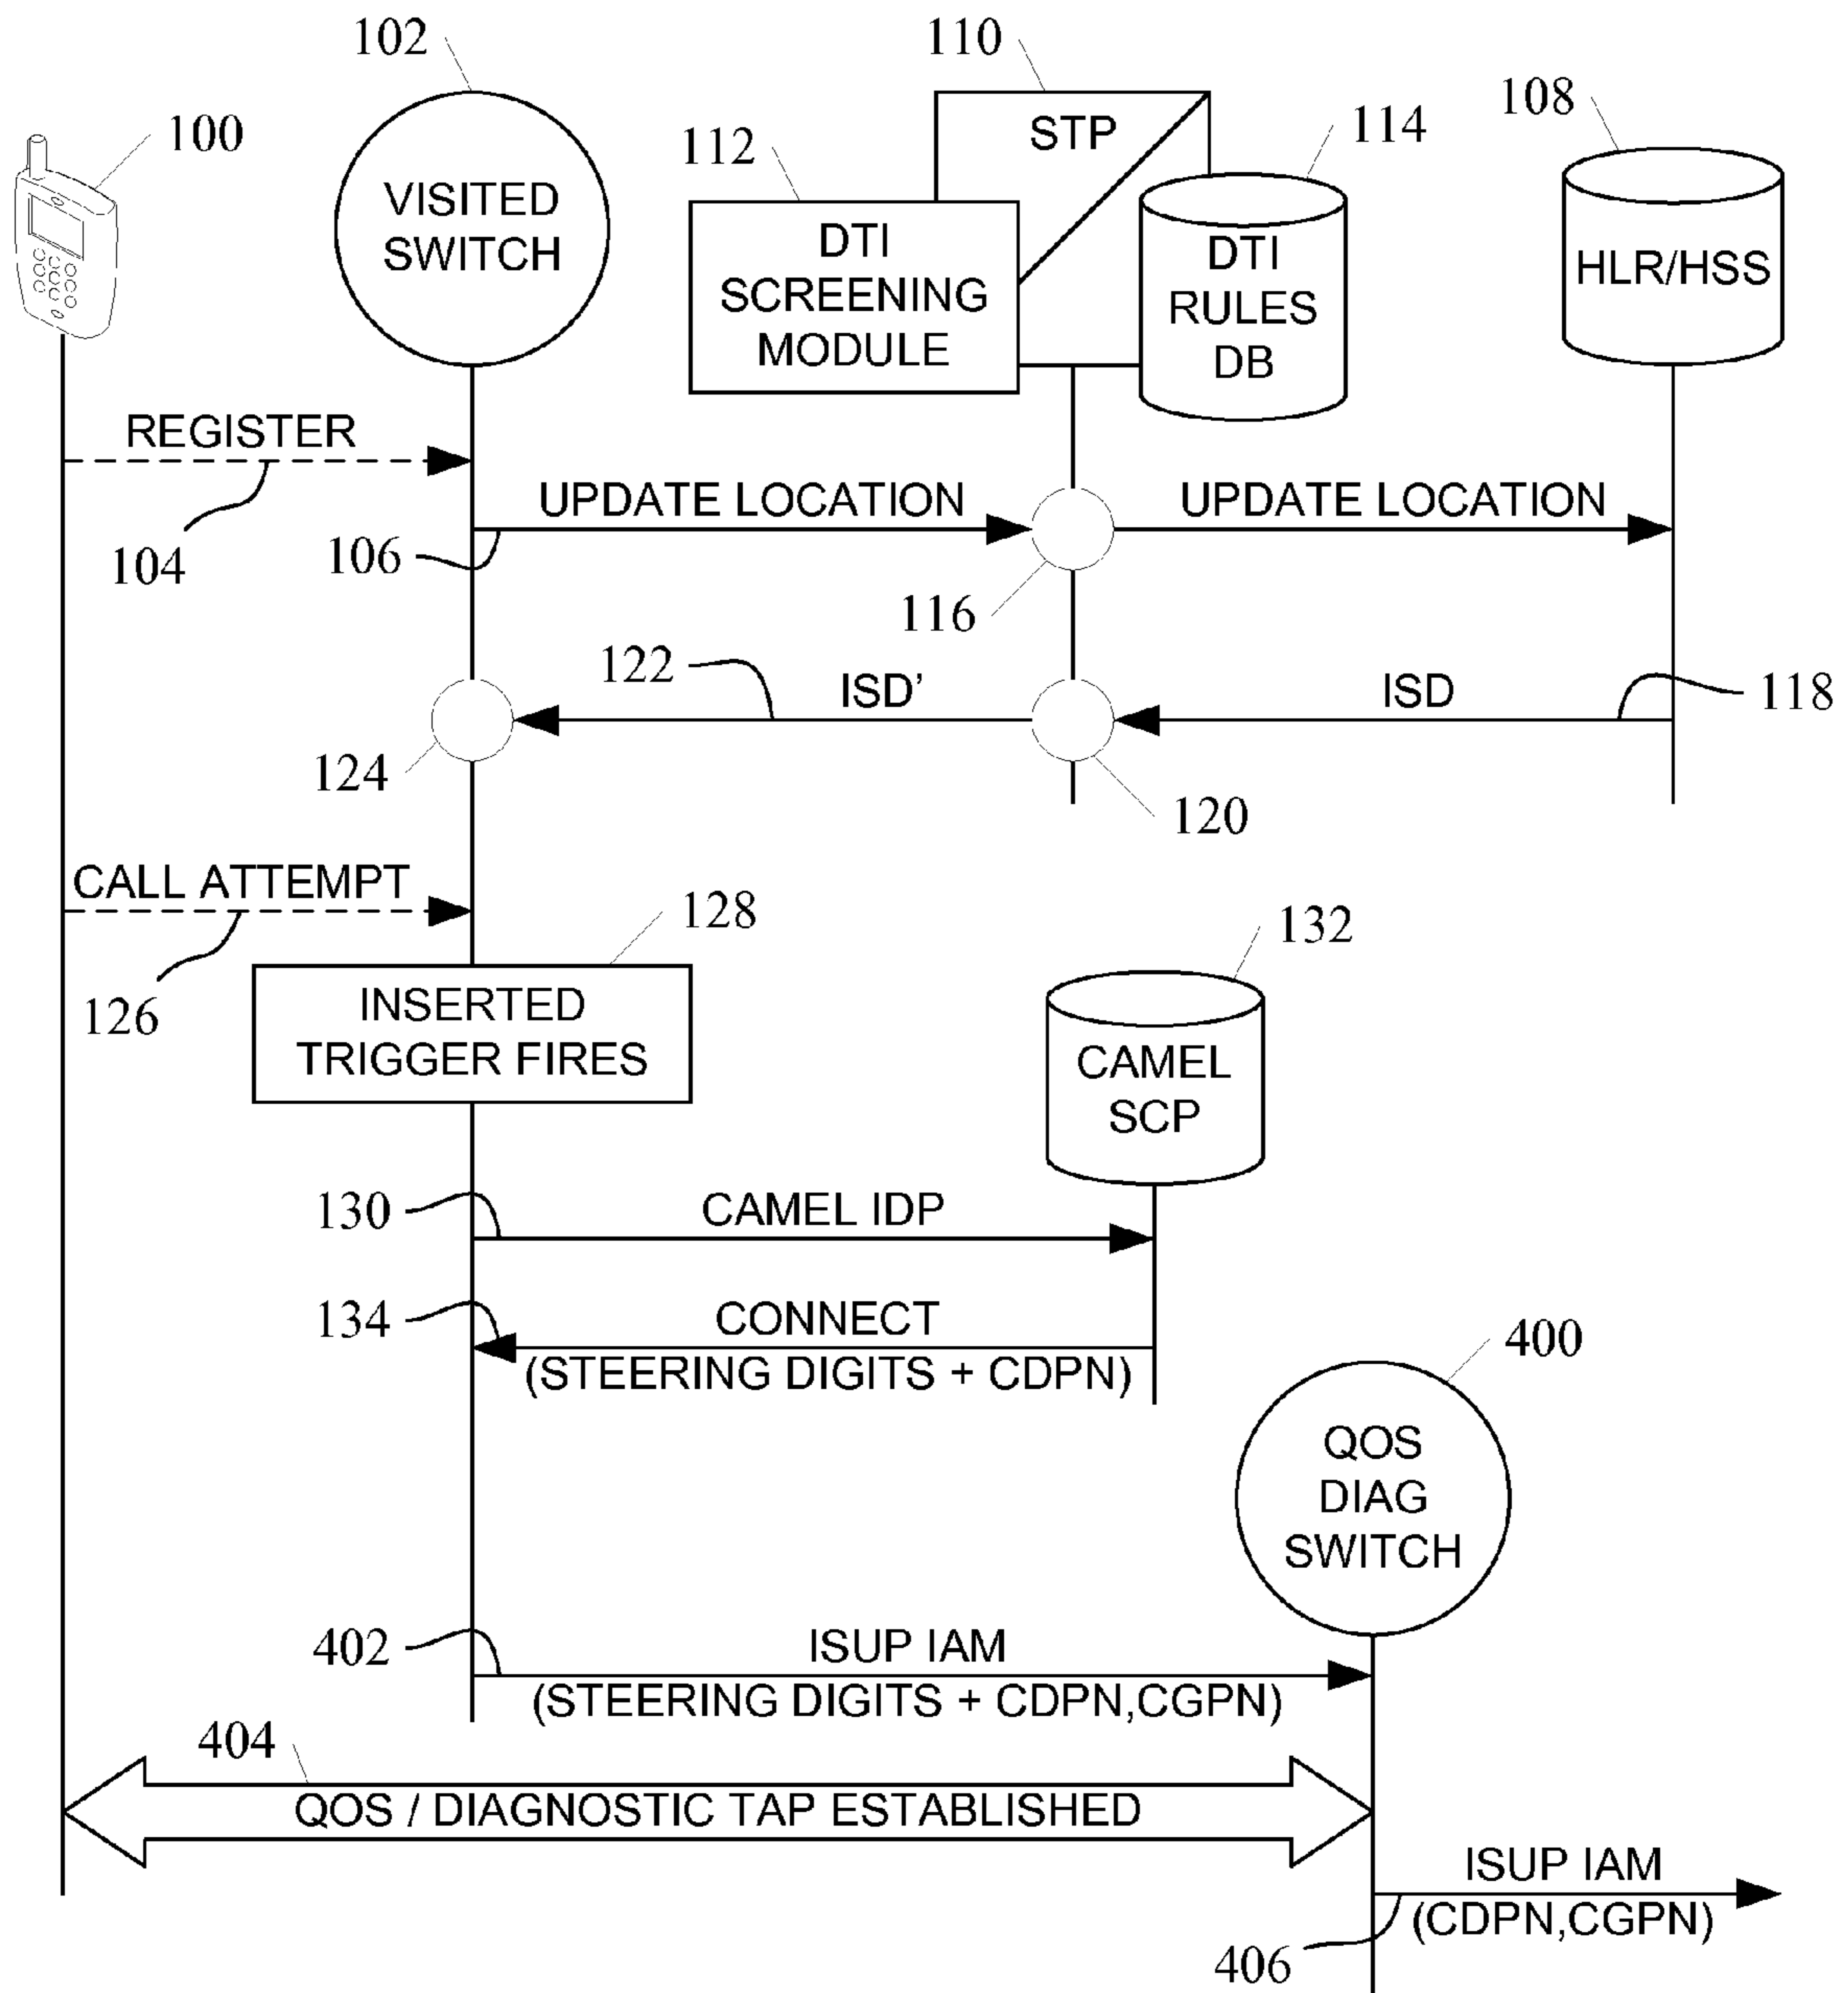 102
110
108
100
STP
114
112
VISITED
SWITCH
DTI
SCREENING
MODULE
DTI
RULES
DB
HLR/HSS
REGISTER
104
UPDATE LOCATION
UPDATE LOCATION
106
116
122
ISD’
ISD
118
124
120
CALL ATTEMPT
126
128
132
INSERTED
TRIGGER FIRES
CAMEL
SCP
130
CAMEL IDP
134
CONNECT
(STEERING DIGITS + CDPN)
400
QOS
DIAG
SWITCH
402
ISUP IAM
(STEERING DIGITS + CDPN,CGPN)
404
QOS / DIAGNOSTIC TAP ESTABLISHED
ISUP IAM
(CDPN,CGPN)
406